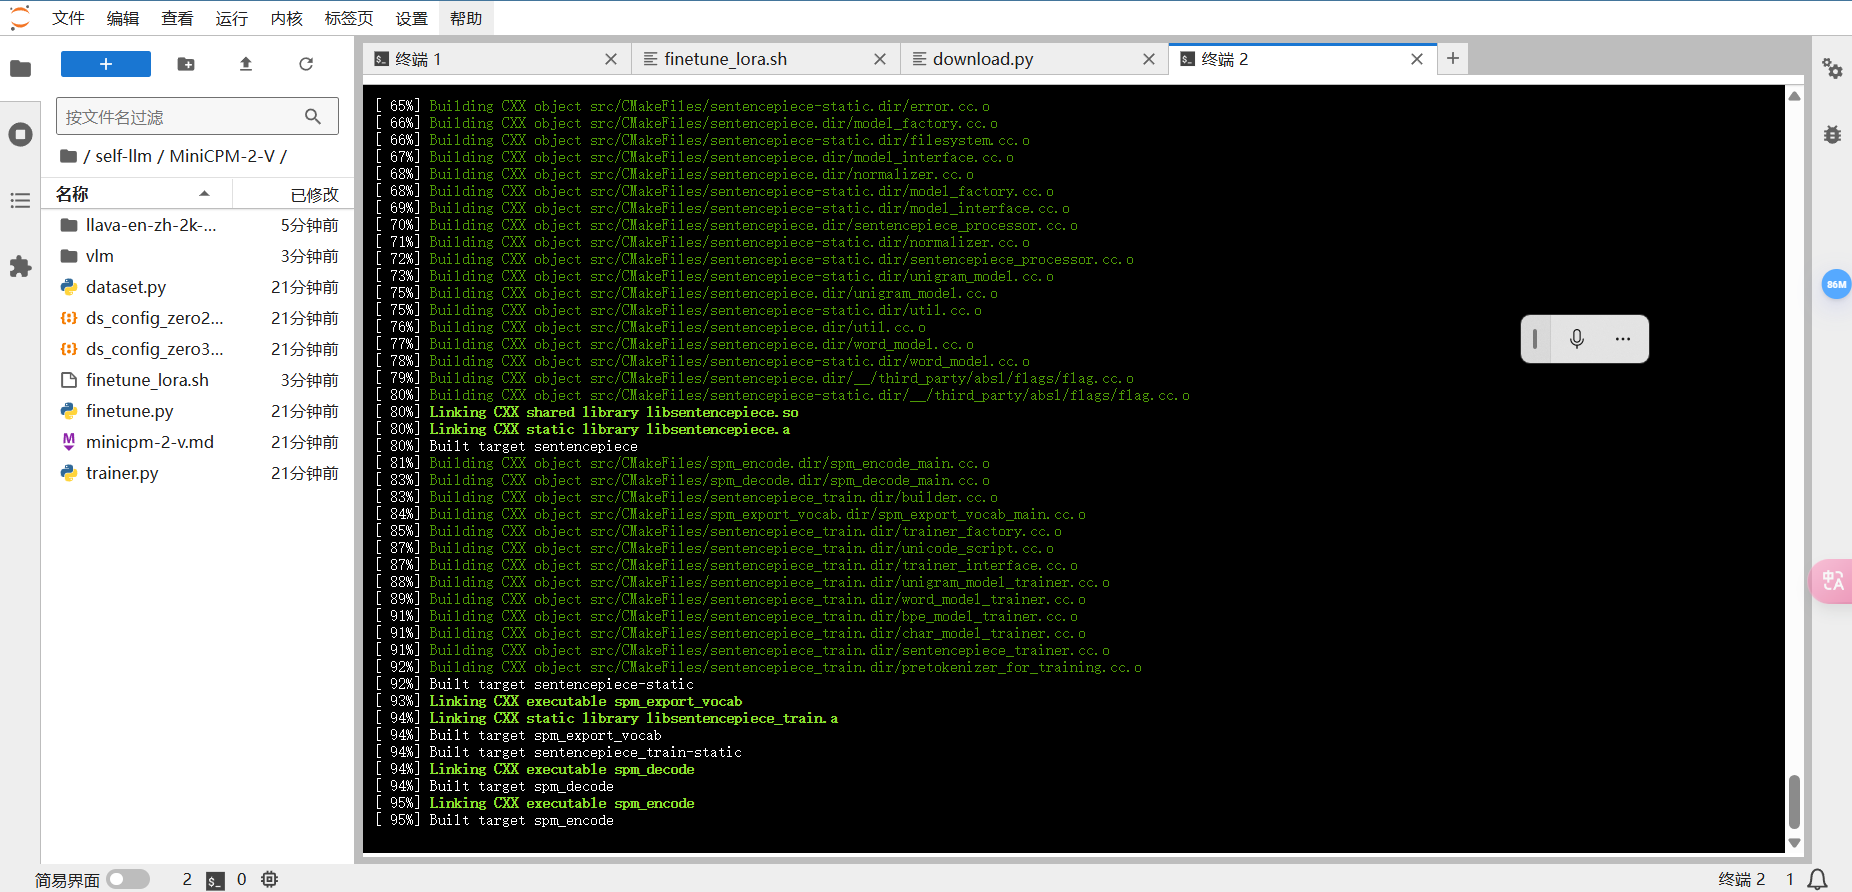 文件 编辑 查看 运行 内核 标签页 设置 帮助
按文件名过滤
/ self-llm / MiniCPM-2-V /
名称 已修改
llava-en-zh-2k-... 5分钟前
vlm 3分钟前
dataset.py 21分钟前
ds_config_zero2... 21分钟前
ds_config_zero3... 21分钟前
finetune_lora.sh 3分钟前
finetune.py 21分钟前
minicpm-2-v.md 21分钟前
trainer.py 21分钟前
终端 1 finetune_lora.sh download.py 终端 2
[ 65%] Building CXX object src/CMakeFiles/sentencepiece-static.dir/error.cc.o
[ 66%] Building CXX object src/CMakeFiles/sentencepiece.dir/model_factory.cc.o
[ 66%] Building CXX object src/CMakeFiles/sentencepiece-static.dir/filesystem.cc.o
[ 67%] Building CXX object src/CMakeFiles/sentencepiece.dir/model_interface.cc.o
[ 68%] Building CXX object src/CMakeFiles/sentencepiece.dir/normalizer.cc.o
[ 68%] Building CXX object src/CMakeFiles/sentencepiece-static.dir/model_factory.cc.o
[ 69%] Building CXX object src/CMakeFiles/sentencepiece-static.dir/model_interface.cc.o
[ 70%] Building CXX object src/CMakeFiles/sentencepiece.dir/sentencepiece_processor.cc.o
[ 71%] Building CXX object src/CMakeFiles/sentencepiece-static.dir/normalizer.cc.o
[ 72%] Building CXX object src/CMakeFiles/sentencepiece-static.dir/sentencepiece_processor.cc.o
[ 73%] Building CXX object src/CMakeFiles/sentencepiece-static.dir/unigram_model.cc.o
[ 75%] Building CXX object src/CMakeFiles/sentencepiece.dir/unigram_model.cc.o
[ 75%] Building CXX object src/CMakeFiles/sentencepiece-static.dir/util.cc.o
[ 76%] Building CXX object src/CMakeFiles/sentencepiece.dir/util.cc.o
[ 77%] Building CXX object src/CMakeFiles/sentencepiece.dir/word_model.cc.o
[ 78%] Building CXX object src/CMakeFiles/sentencepiece-static.dir/word_model.cc.o
[ 79%] Building CXX object src/CMakeFiles/sentencepiece.dir/__/third_party/absl/flags/flag.cc.o
[ 80%] Building CXX object src/CMakeFiles/sentencepiece-static.dir/__/third_party/absl/flags/flag.cc.o
[ 80%] Linking CXX shared library libsentencepiece.so
[ 80%] Linking CXX static library libsentencepiece.a
[ 80%] Built target sentencepiece
[ 81%] Building CXX object src/CMakeFiles/spm_encode.dir/spm_encode_main.cc.o
[ 83%] Building CXX object src/CMakeFiles/spm_decode.dir/spm_decode_main.cc.o
[ 83%] Building CXX object src/CMakeFiles/sentencepiece_train.dir/builder.cc.o
[ 84%] Building CXX object src/CMakeFiles/spm_export_vocab.dir/spm_export_vocab_main.cc.o
[ 85%] Building CXX object src/CMakeFiles/sentencepiece_train.dir/trainer_factory.cc.o
[ 87%] Building CXX object src/CMakeFiles/sentencepiece_train.dir/unicode_script.cc.o
[ 87%] Building CXX object src/CMakeFiles/sentencepiece_train.dir/trainer_interface.cc.o
[ 88%] Building CXX object src/CMakeFiles/sentencepiece_train.dir/unigram_model_trainer.cc.o
[ 89%] Building CXX object src/CMakeFiles/sentencepiece_train.dir/word_model_trainer.cc.o
[ 91%] Building CXX object src/CMakeFiles/sentencepiece_train.dir/bpe_model_trainer.cc.o
[ 91%] Building CXX object src/CMakeFiles/sentencepiece_train.dir/char_model_trainer.cc.o
[ 91%] Building CXX object src/CMakeFiles/sentencepiece_train.dir/sentencepiece_trainer.cc.o
[ 92%] Building CXX object src/CMakeFiles/sentencepiece_train.dir/pretokenizer_for_training.cc.o
[ 92%] Built target sentencepiece-static
[ 93%] Linking CXX executable spm_export_vocab
[ 94%] Linking CXX static library libsentencepiece_train.a
[ 94%] Built target spm_export_vocab
[ 94%] Built target sentencepiece_train-static
[ 94%] Linking CXX executable spm_decode
[ 94%] Built target spm_decode
[ 95%] Linking CXX executable spm_encode
[ 95%] Built target spm_encode
86M
中A
简易界面 2 $_ 0 终端 2 1